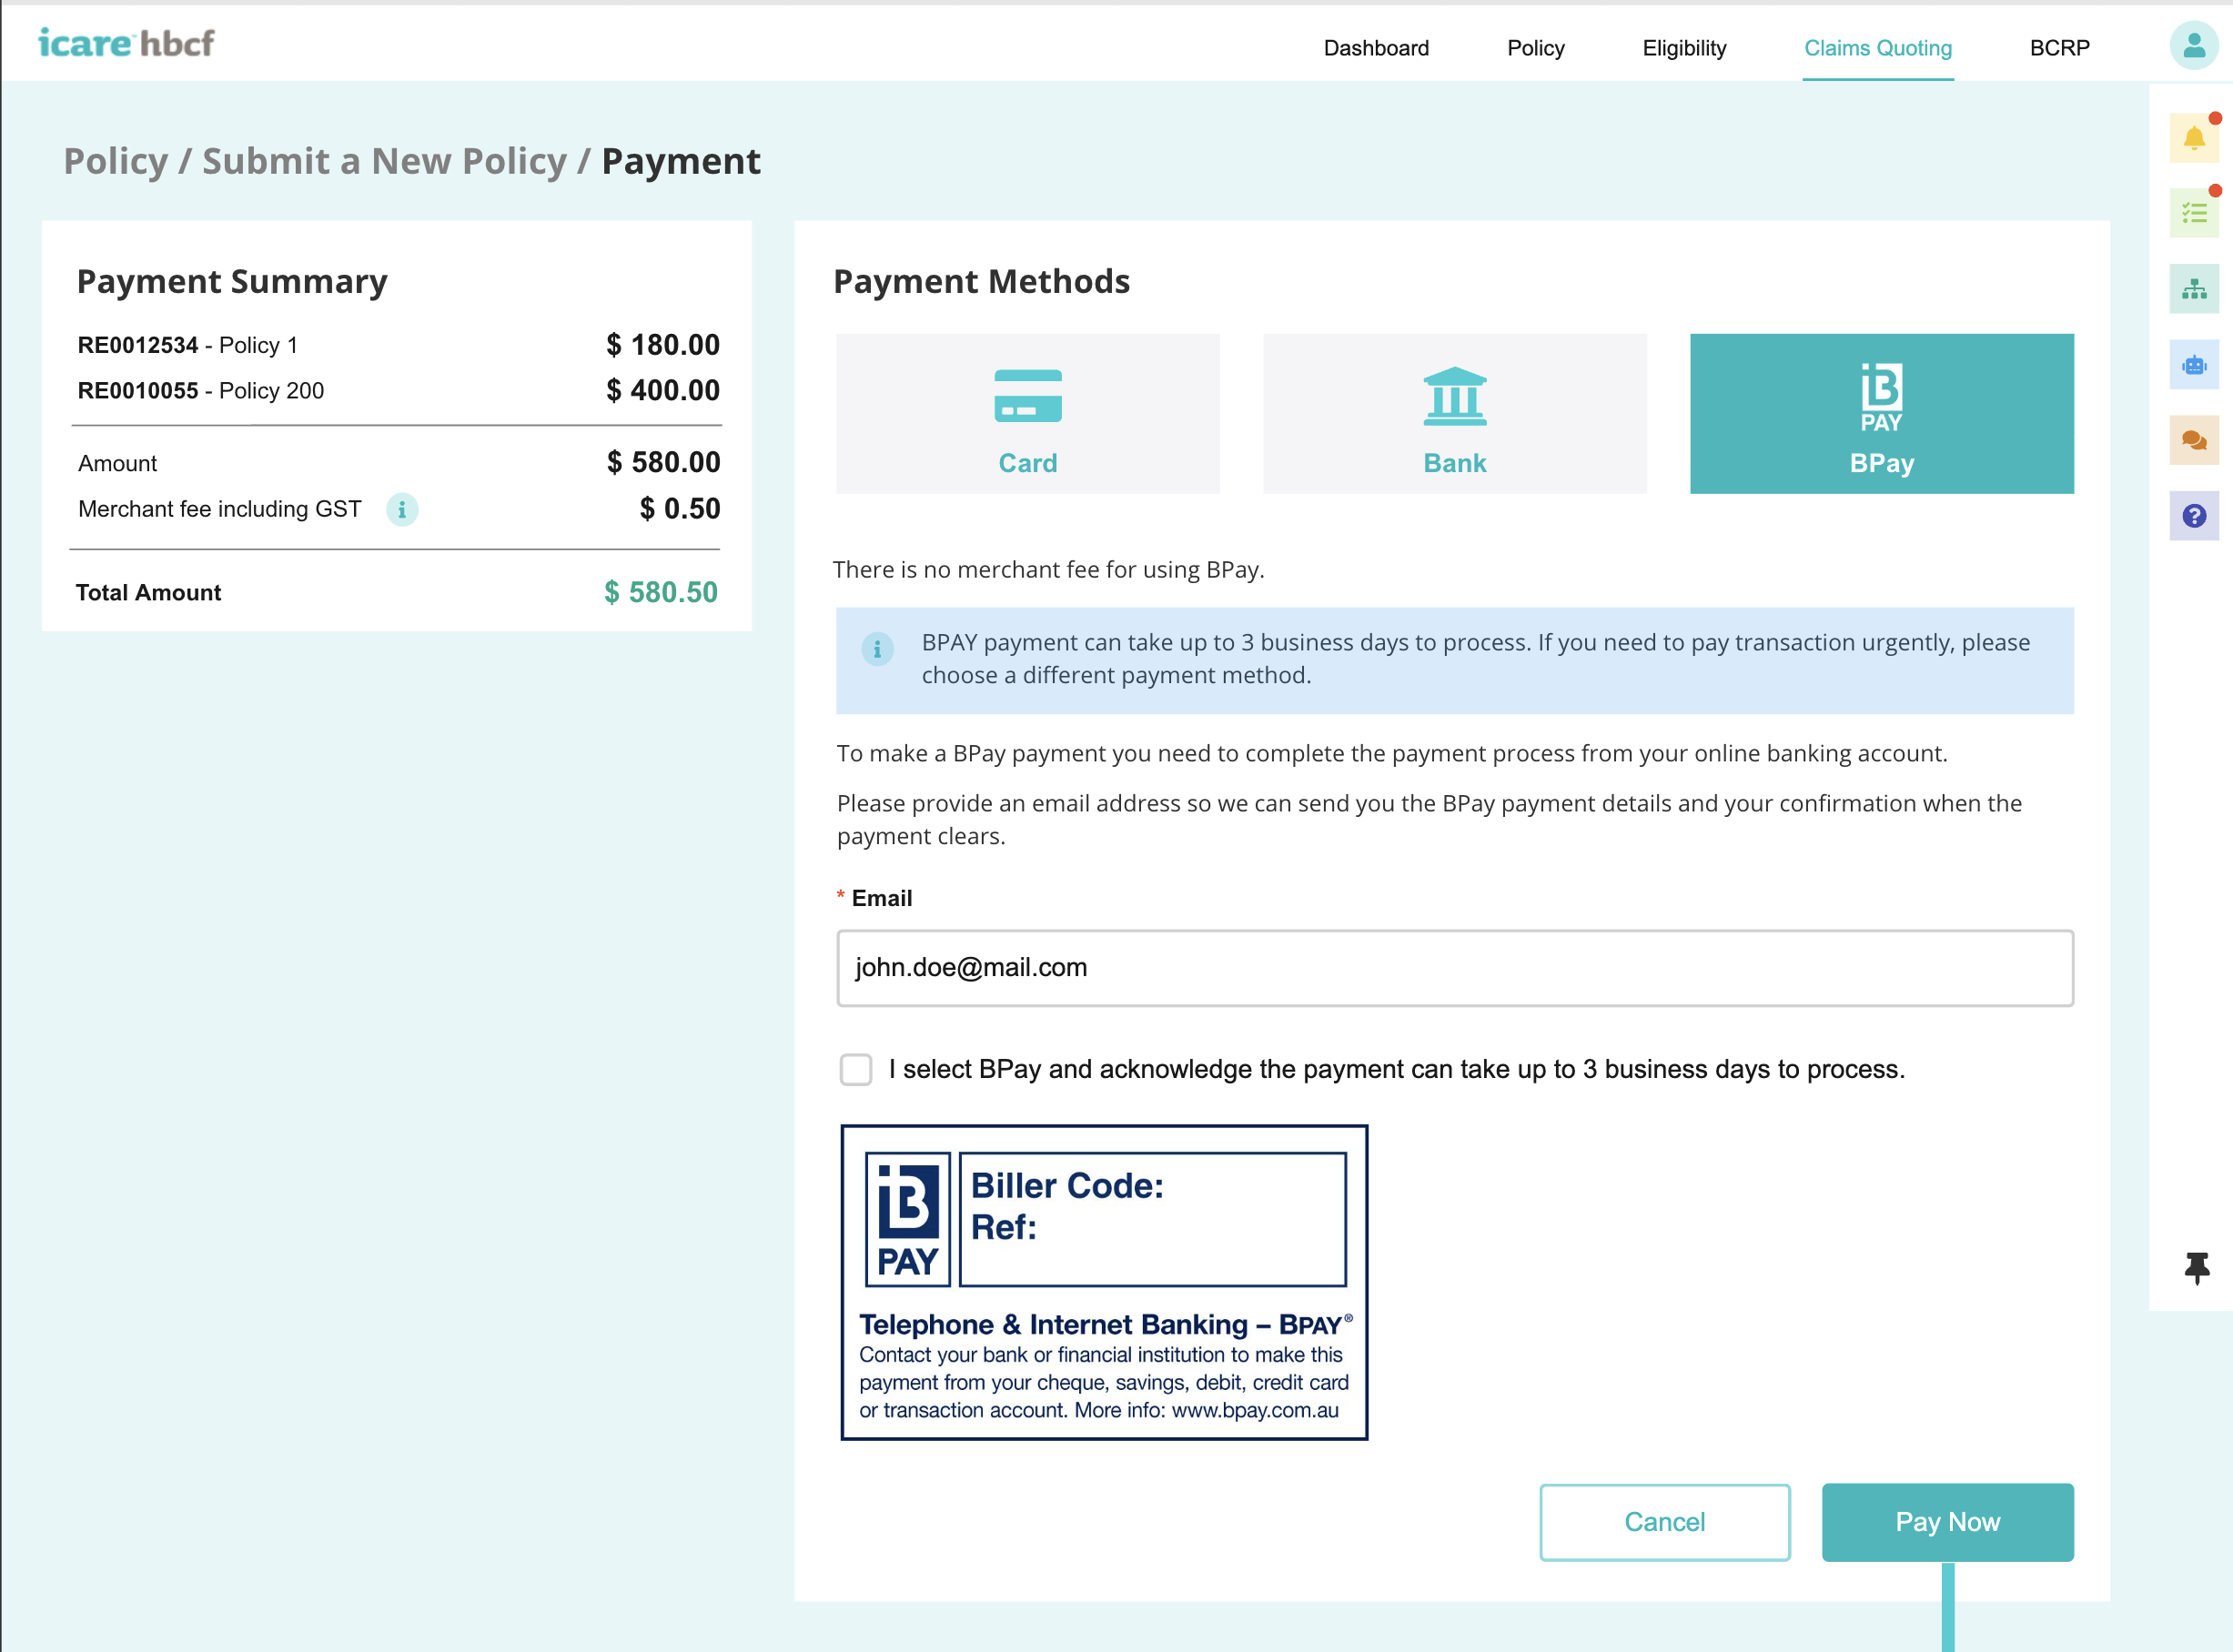 icare™ hbcf
Dashboard
Policy
Eligibility
Claims Quoting
BCRP
Policy / Submit a New Policy / Payment
Payment Summary
RE0012534 - Policy 1 $ 180.00
RE0010055 - Policy 200 $ 400.00
Amount $ 580.00
Merchant fee including GST i $ 0.50
Total Amount $ 580.50
Payment Methods
B
PAY
Card
Bank
BPay
There is no merchant fee for using BPay.
i BPAY payment can take up to 3 business days to process. If you need to pay transaction urgently, please
choose a different payment method.
To make a BPay payment you need to complete the payment process from your online banking account.
Please provide an email address so we can send you the BPay payment details and your confirmation when the
payment clears.
* Email
john.doe@mail.com
I select BPay and acknowledge the payment can take up to 3 business days to process.
B
PAY
Biller Code:
Ref:
Telephone & Internet Banking – BPAY®
Contact your bank or financial institution to make this
payment from your cheque, savings, debit, credit card
or transaction account. More info: www.bpay.com.au
Cancel
Pay Now
?